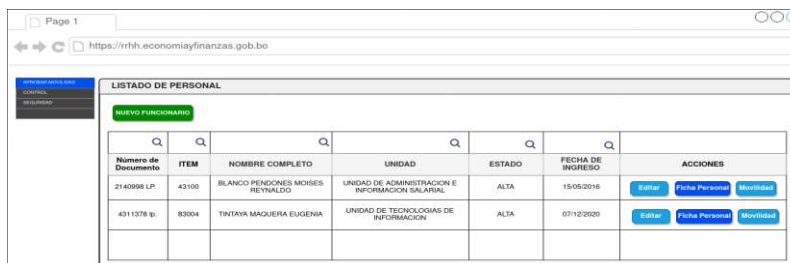 Page 1
https://rrhh.economiayfinanzas.gob.bo
APROBAR MOVILIDAD
CONTROL
SEGURIDAD
LISTADO DE PERSONAL
NUEVO FUNCIONARIO
Número de Documento ITEM NOMBRE COMPLETO UNIDAD ESTADO FECHA DE INGRESO ACCIONES
2140998 LP. 43100 BLANCO PENDONES MOISES REYNALDO UNIDAD DE ADMINISTRACION E INFORMACION SALARIAL ALTA 15/05/2016 Editar Ficha Personal Movilidad
4311378 lp. 83004 TINTAYA MAQUERA EUGENIA UNIDAD DE TECNOLOGIAS DE INFORMACION ALTA 07/12/2020 Editar Ficha Personal Movilidad